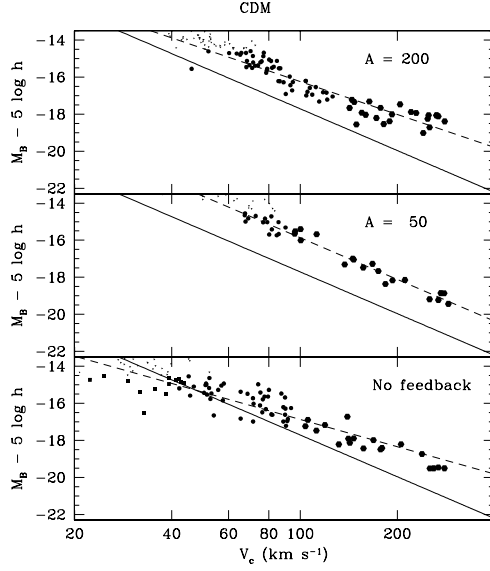 CDM
A = 200
-14
-16
-18
-20
-22
M_B − 5 log h
A = 50
-14
-16
-18
-20
-22
M_B − 5 log h
No feedback
-14
-16
-18
-20
-22
M_B − 5 log h
20 40 60 80 100 200
V_c (km s⁻¹)